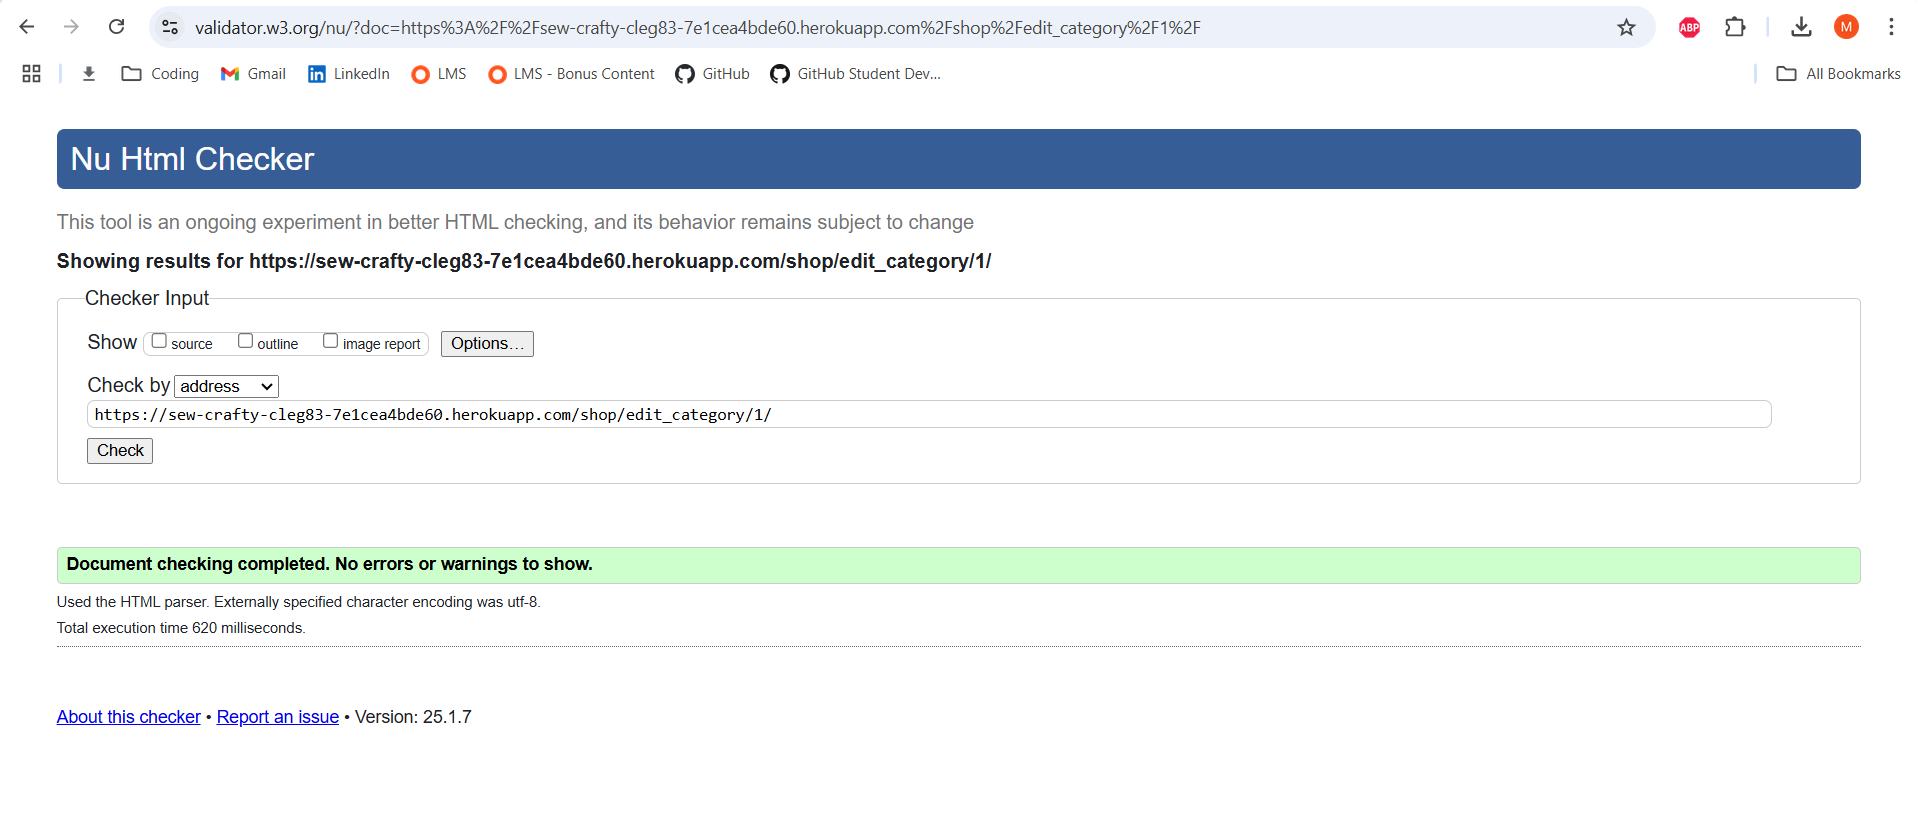 validator.w3.org/nu/?doc=https%3A%2F%2Fsew-crafty-cleg83-7e1cea4bde60.herokuapp.com%2Fshop%2Fedit_category%2F1%2F
ABP
M
Coding Gmail LinkedIn LMS LMS - Bonus Content GitHub GitHub Student Dev... All Bookmarks
Nu Html Checker
This tool is an ongoing experiment in better HTML checking, and its behavior remains subject to change
Showing results for https://sew-crafty-cleg83-7e1cea4bde60.herokuapp.com/shop/edit_category/1/
Checker Input
Show source outline image report Options...
Check by address
https://sew-crafty-cleg83-7e1cea4bde60.herokuapp.com/shop/edit_category/1/
Check
Document checking completed. No errors or warnings to show.
Used the HTML parser. Externally specified character encoding was utf-8.
Total execution time 620 milliseconds.
About this checker • Report an issue • Version: 25.1.7